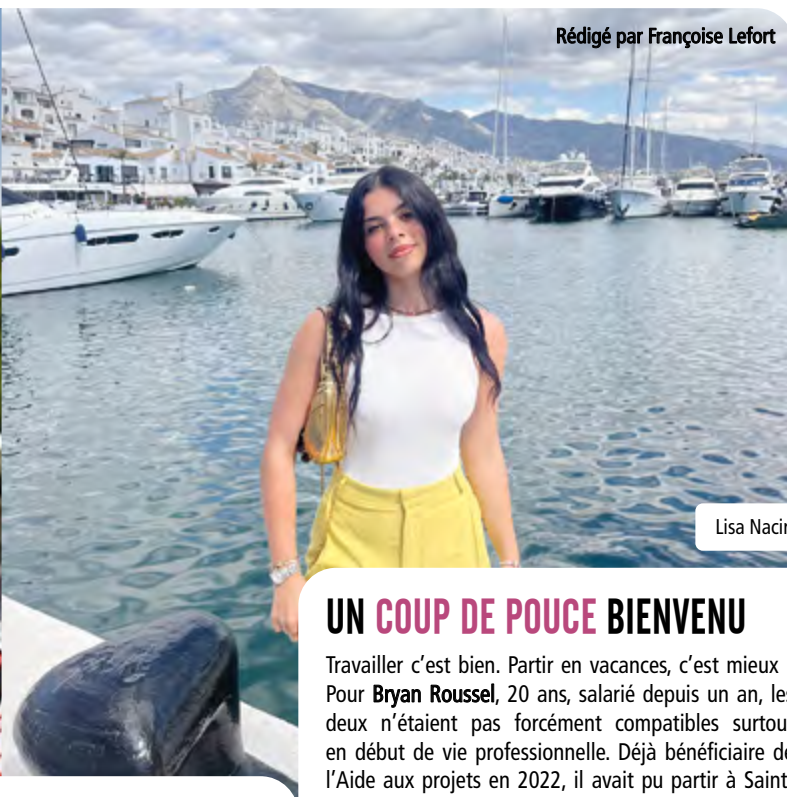 Rédigé par Françoise Lefort
Lisa Nacir
UN COUP DE POUCE BIENVENU
Travailler c'est bien. Partir en vacances, c'est mieux
Pour Bryan Roussel, 20 ans, salarié depuis un an, les
deux n'étaient pas forcément compatibles surtou
en début de vie professionnelle. Déjà bénéficiaire de
l'Aide aux projets en 2022, il avait pu partir à Saint